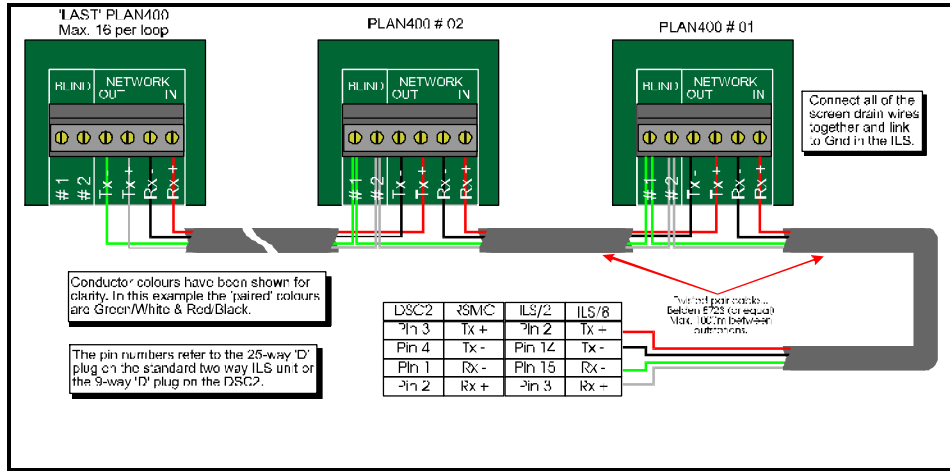 'LAST' PLAN400
Max. 16 per loop
PLAN400 # 02
PLAN400 # 01
BLIND
NETWORK
OUT
IN
# 1
# 2
Tx -
Tx +
Rx -
Rx +
BLIND
NETWORK
OUT
IN
# 1
# 2
Tx -
Tx +
Rx -
Rx +
BLIND
NETWORK
OUT
IN
# 1
# 2
Tx -
Tx +
Rx -
Rx +
Connect all of the
screen drain wires
together and link
to Gnd in the ILS.
Conductor colours have been shown for
clarity. In this example the 'paired' colours
are Green/White & Red/Black.
The pin numbers refer to the 25-way 'D'
plug on the standard two way ILS unit or
the 9-way 'D' plug on the DSC2.
Twisted pair cable...
Belden (or equal)
Max. between
outstations.
DSC2 RSMC ILS/2 ILS/8
Pin 3 Tx + Pin 2 Tx +
Pin 4 Tx - Pin 14 Tx -
Pin 1 Rx - Pin 15 Rx -
Pin 2 Rx + Pin 3 Rx +